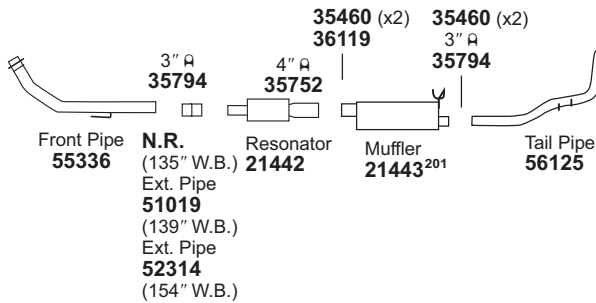 35460 (x2)
36119
35460 (x2)
3″
35794
3″
35794
4″
35752
Front Pipe
55336
N.R.
(135″ W.B.)
Ext. Pipe
51019
(139″ W.B.)
Ext. Pipe
52314
(154″ W.B.)
Resonator
21442
Muffler
21443²⁰¹
Tail Pipe
56125